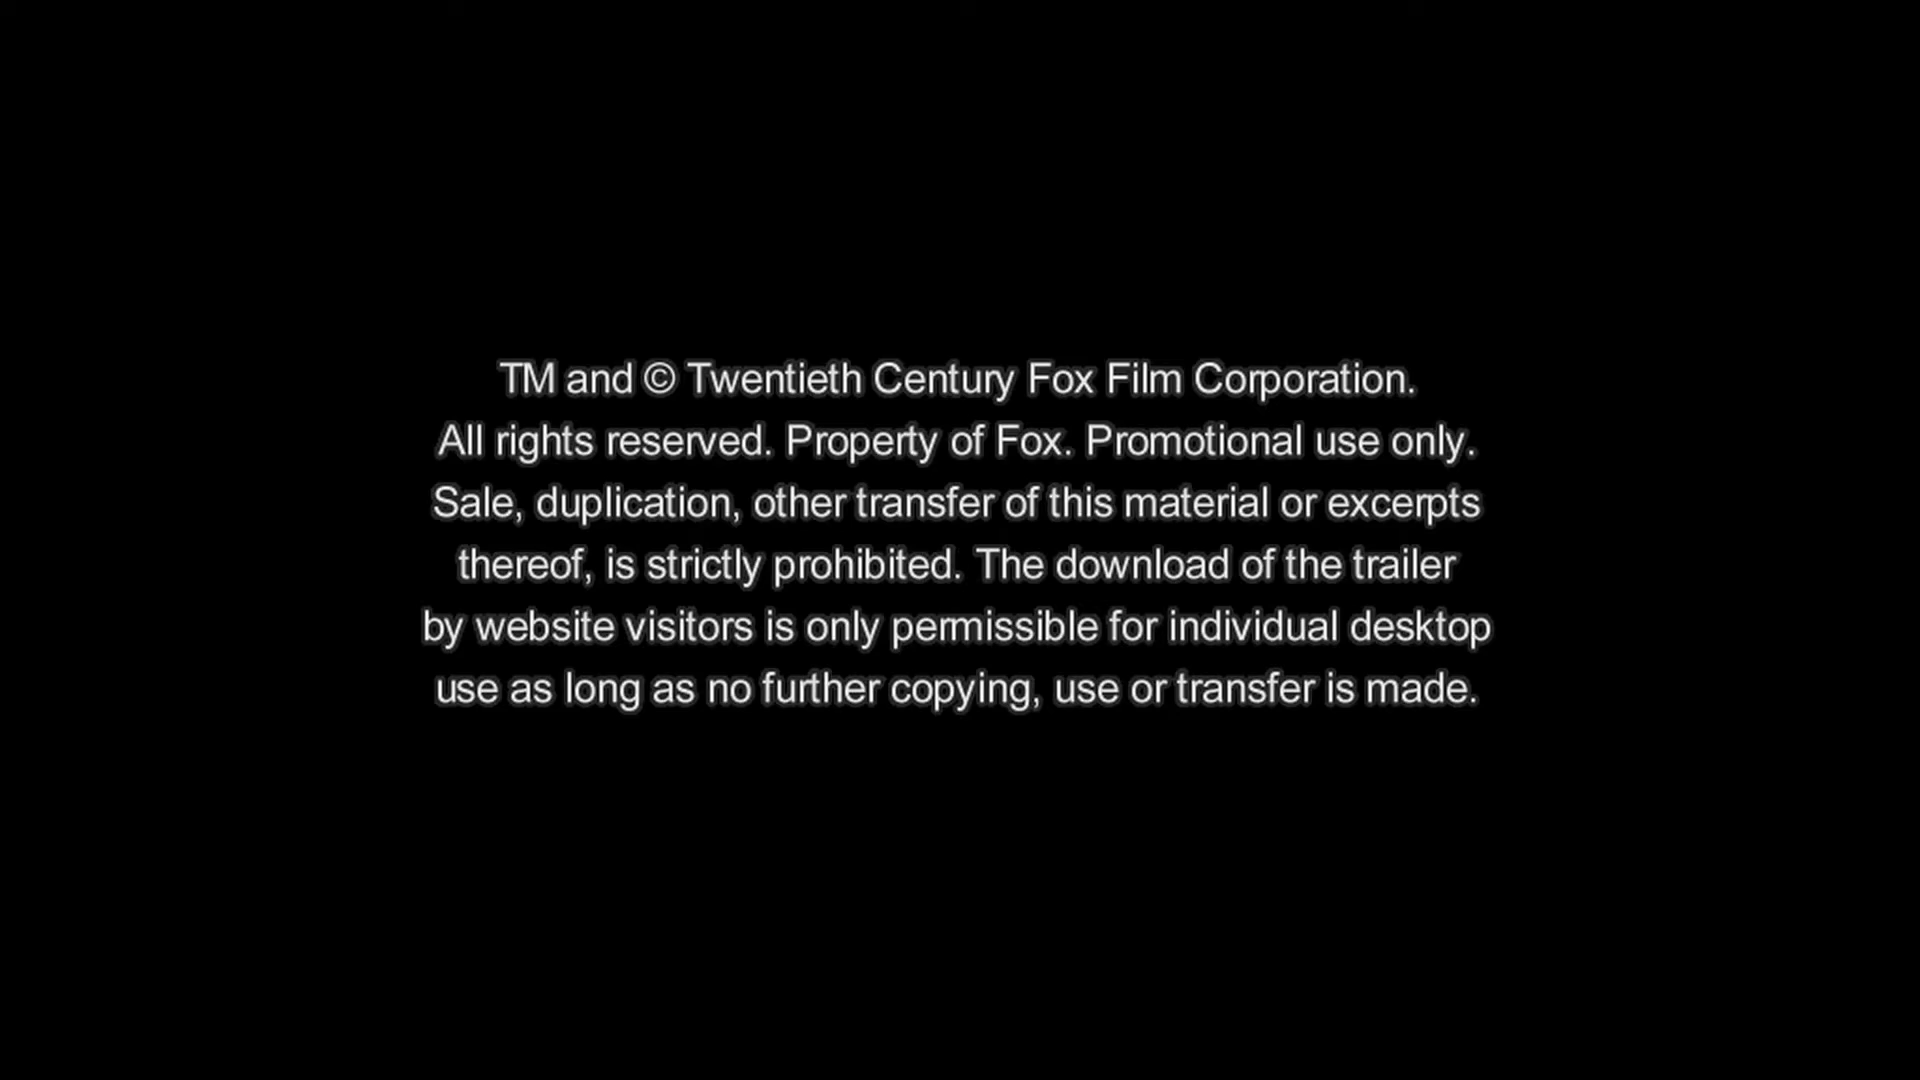 TM and © Twentieth Century Fox Film Corporation.
All rights reserved. Property of Fox. Promotional use only.
Sale, duplication, other transfer of this material or excerpts
thereof, is strictly prohibited. The download of the trailer
by website visitors is only permissible for individual desktop
use as long as no further copying, use or transfer is made.